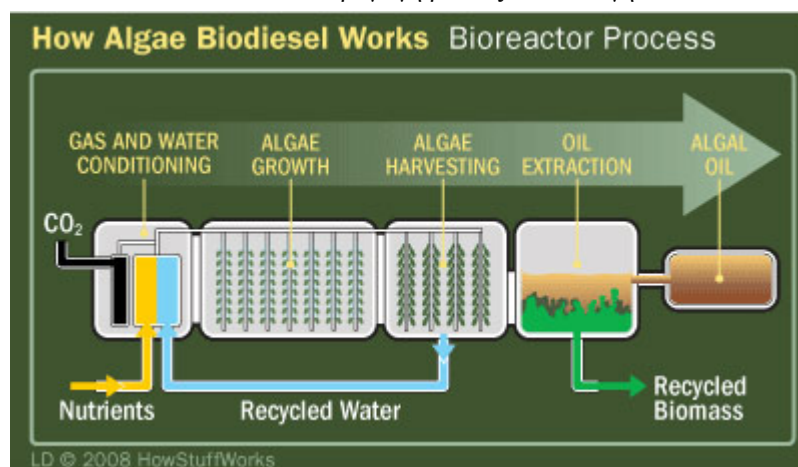 How Algae Biodiesel Works Bioreactor Process
GAS AND WATER
CONDITIONING
ALGAE
GROWTH
ALGAE
HARVESTING
OIL
EXTRACTION
ALGAL
OIL
CO₂
Nutrients
Recycled Water
Recycled
Biomass
LD © 2008 HowStuffWorks